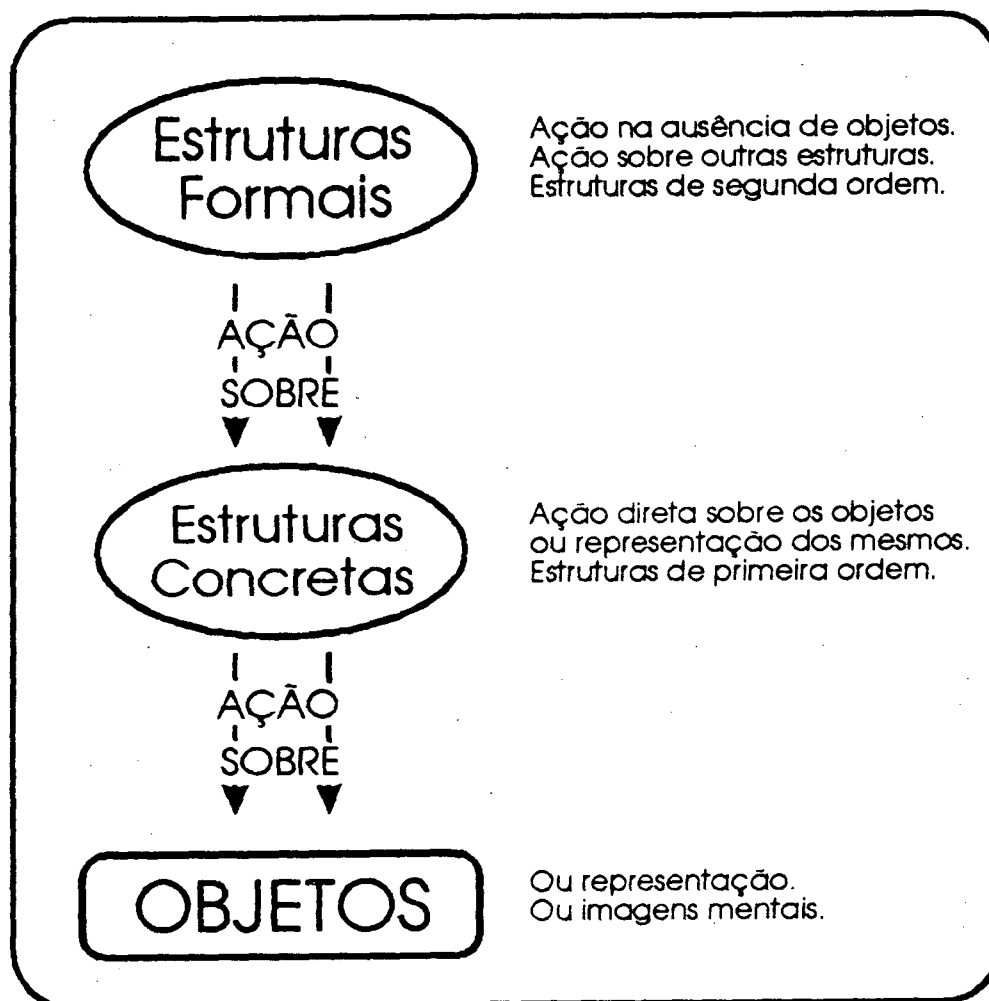 Estruturas
Formais
Ação na ausência de objetos.
Ação sobre outras estruturas.
Estruturas de segunda ordem.
AÇÃO
SOBRE
Estruturas
Concretas
Ação direta sobre os objetos
ou representação dos mesmos.
Estruturas de primeira ordem.
AÇÃO
SOBRE
OBJETOS
Ou representação.
Ou imagens mentais.